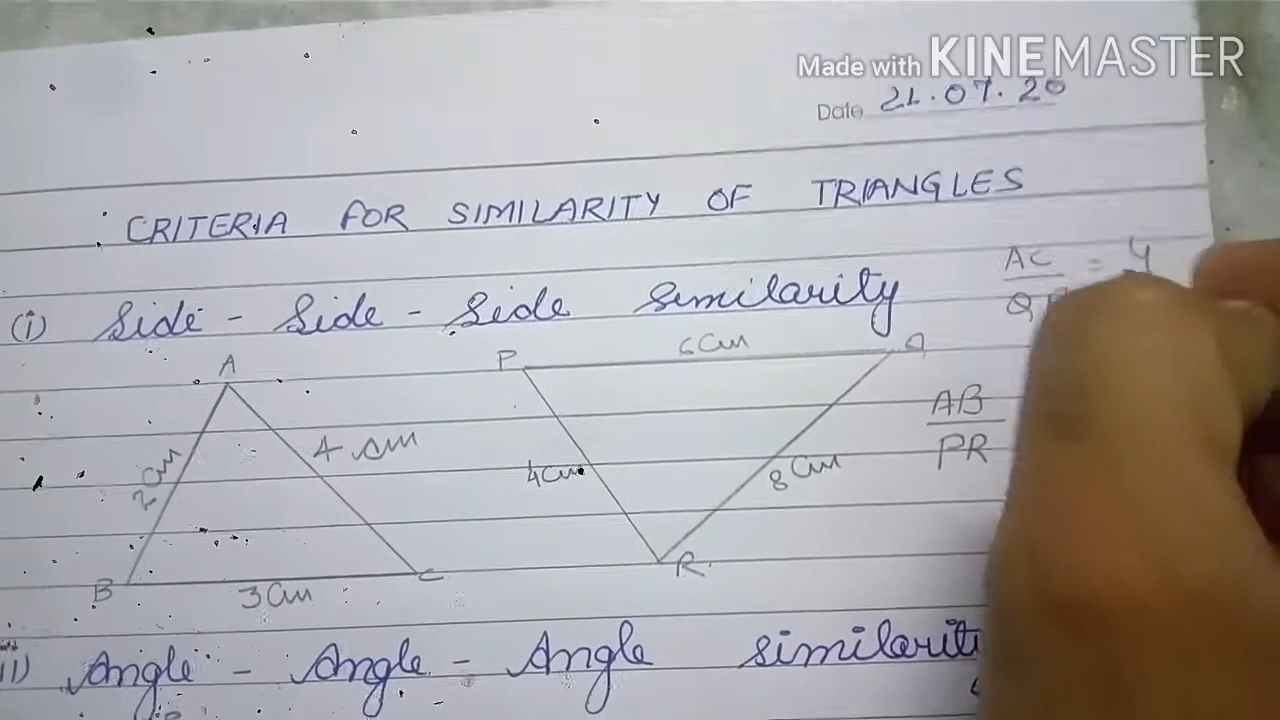 Made with KINEMASTER
Date 21.07.20
CRITERIA FOR SIMILARITY OF TRIANGLES
(i) Side - Side - Side similarity
AC = 4
Q
A
P
6cm
Q
2cm
4 cm
4cm
8cm
AB
PR
B
3cm
C
R
(ii) Angle - Angle - Angle similarity